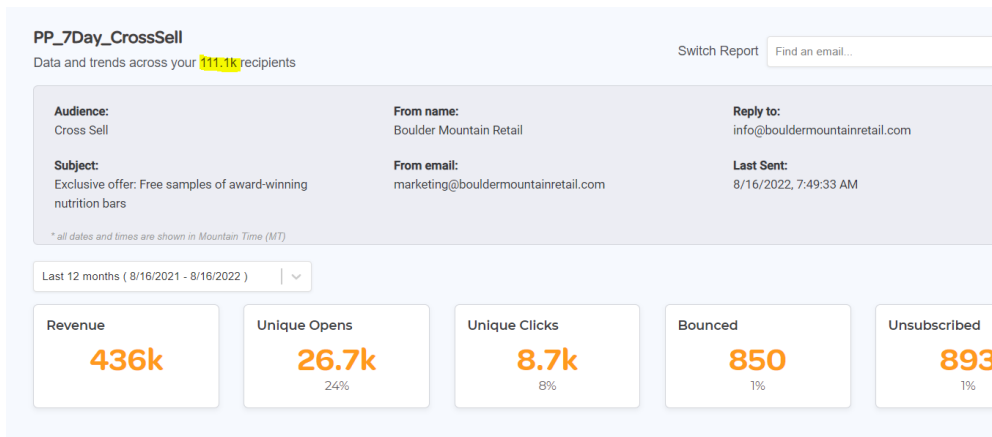 PP_7Day_CrossSell
Data and trends across your 111.1k recipients
Switch Report
Find an email...
Audience:
Cross Sell
From name:
Boulder Mountain Retail
Reply to:
info@bouldermountainretail.com
Subject:
Exclusive offer: Free samples of award-winning
nutrition bars
From email:
marketing@bouldermountainretail.com
Last Sent:
8/16/2022, 7:49:33 AM
* all dates and times are shown in Mountain Time (MT)
Last 12 months ( 8/16/2021 - 8/16/2022 )
Revenue
436k
Unique Opens
26.7k
24%
Unique Clicks
8.7k
8%
Bounced
850
1%
Unsubscribed
893
1%